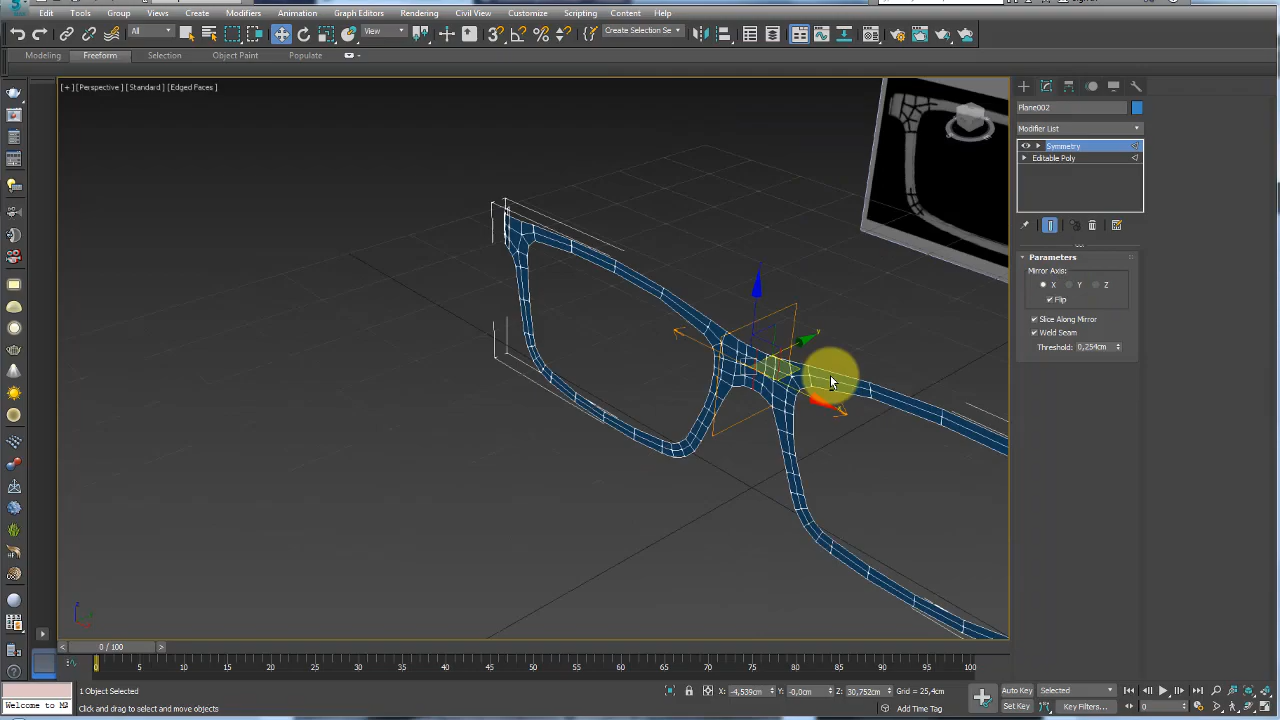 Edit Tools Group Views Create Modifiers Animation Graph Editors Rendering Civil View Customize Scripting Content Help
All
View
Create Selection Se
Modeling Freeform Selection Object Paint Populate
[+] [Perspective] [Standard] [Edged Faces]
Plane002
Modifier List
Symmetry
Editable Poly
Parameters
Mirror Axis:
X Y Z
Flip
Slice Along Mirror
Weld Seam
Threshold: 0,254cm
y
z
0 / 100
0 5 10 15 20 25 30 35 40 45 50 55 60 65 70 75 80 85 90 95 100
1 Object Selected
X: -4,539cm Y: -0,0cm Z: 30,752cm Grid = 25,4cm
Auto Key Selected
Welcome to M
Click and drag to select and move objects
Add Time Tag
Set Key Key Filters... 0